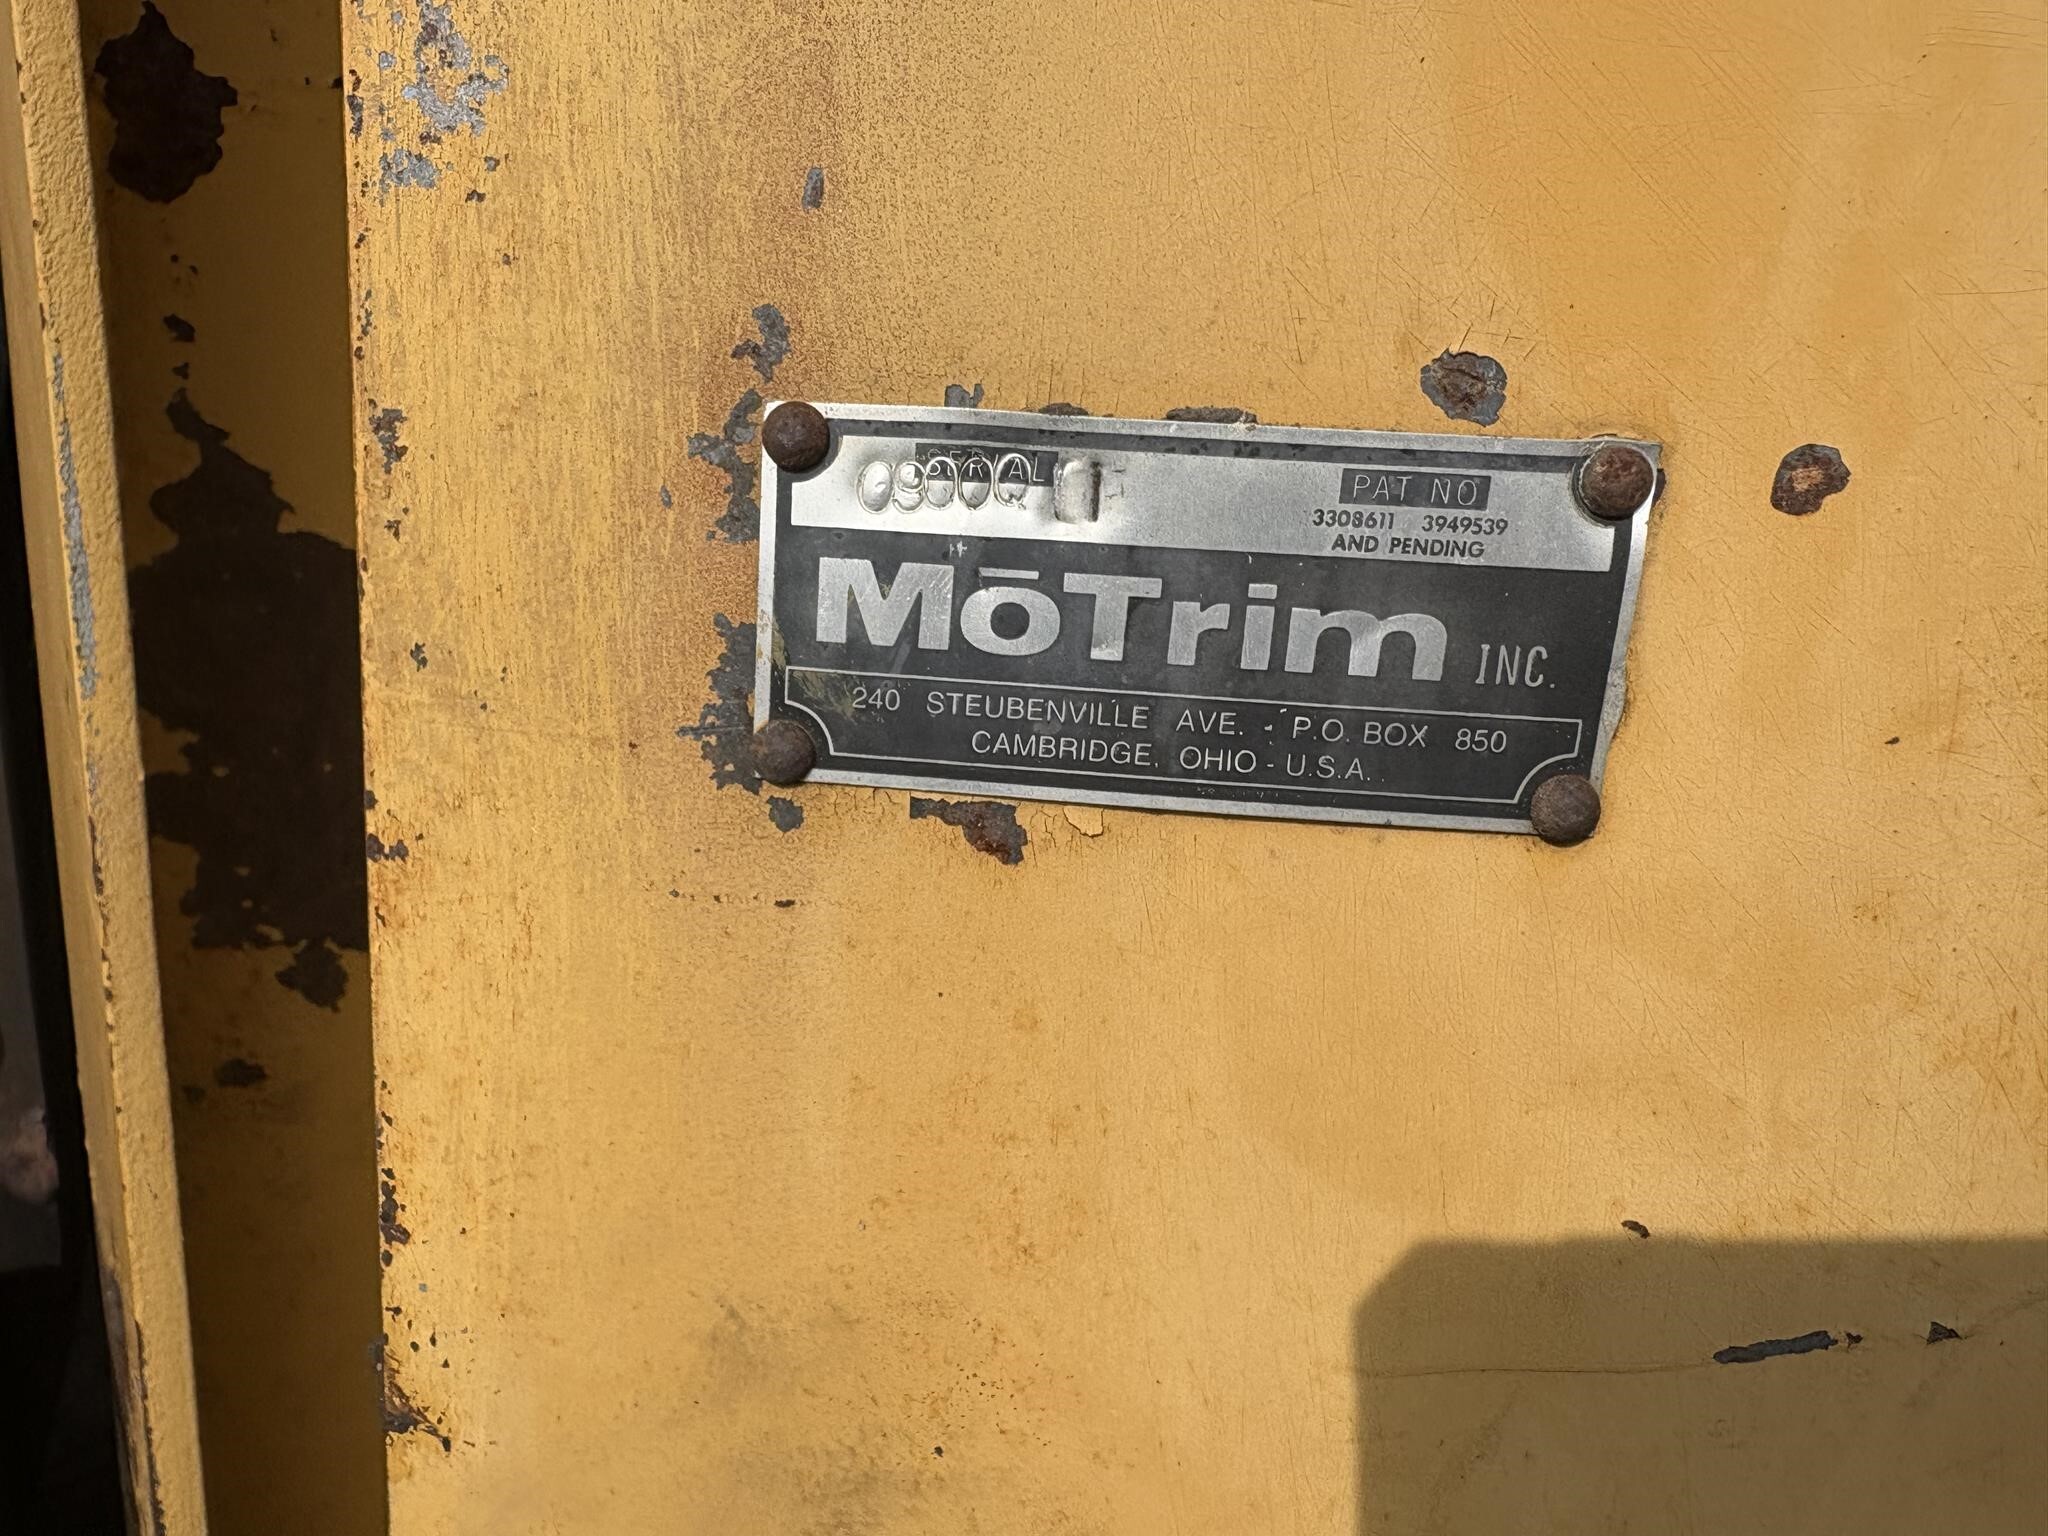 SERIAL
PAT NO
3308611 3949539
AND PENDING
MōTrim INC.
240 STEUBENVILLE AVE. - P.O. BOX 850
CAMBRIDGE, OHIO - U.S.A.